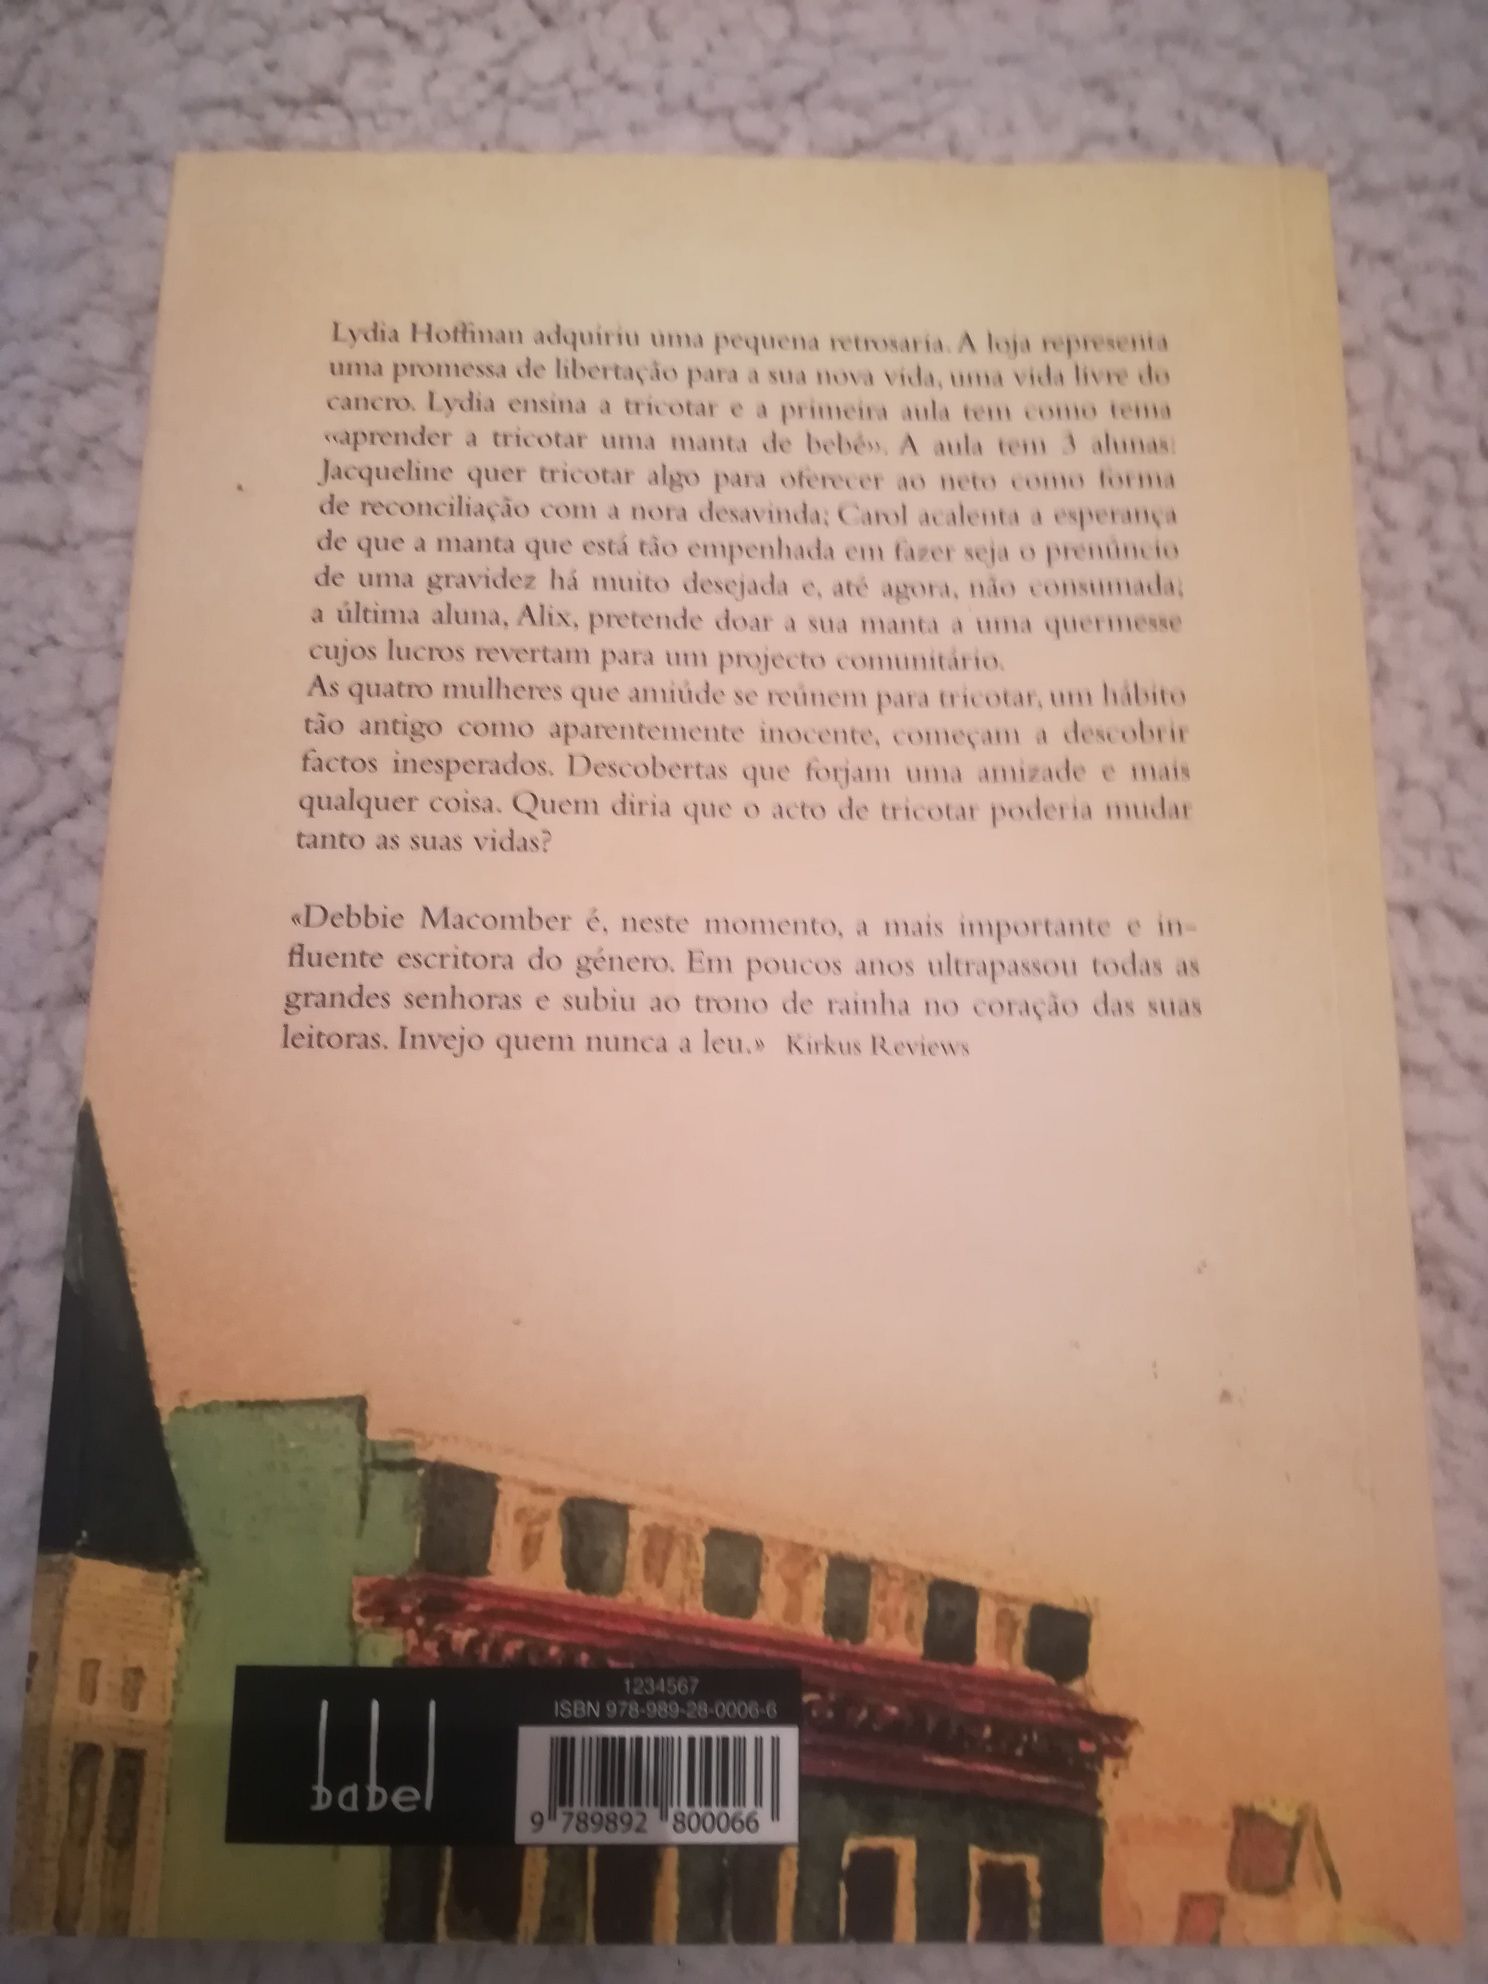 Lydia Hoffman adquiriu uma pequena retrosaria. A loja representa
uma promessa de libertação para a sua nova vida, uma vida livre do
cancro. Lydia ensina a tricotar e a primeira aula tem como tema
«aprender a tricotar uma manta de bebé». A aula tem 3 alunas:
Jacqueline quer tricotar algo para oferecer ao neto como forma
de reconciliação com a nora desavinda; Carol acalenta a esperança
de que a manta que está tão empenhada em fazer seja o prenúncio
de uma gravidez há muito desejada e, até agora, não consumada;
a última aluna, Alix, pretende doar a sua manta a uma quermesse
cujos lucros revertam para um projecto comunitário.
As quatro mulheres que amiúde se reúnem para tricotar, um hábito
tão antigo como aparentemente inocente, começam a descobrir
factos inesperados. Descobertas que forjam uma amizade e mais
qualquer coisa. Quem diria que o acto de tricotar poderia mudar
tanto as suas vidas?
«Debbie Macomber é, neste momento, a mais importante e in-
fluente escritora do género. Em poucos anos ultrapassou todas as
grandes senhoras e subiu ao trono de rainha no coração das suas
leitoras. Invejo quem nunca a leu.» Kirkus Reviews
1234567
ISBN 978-989-28-0006-6
babel
9 789892 800066